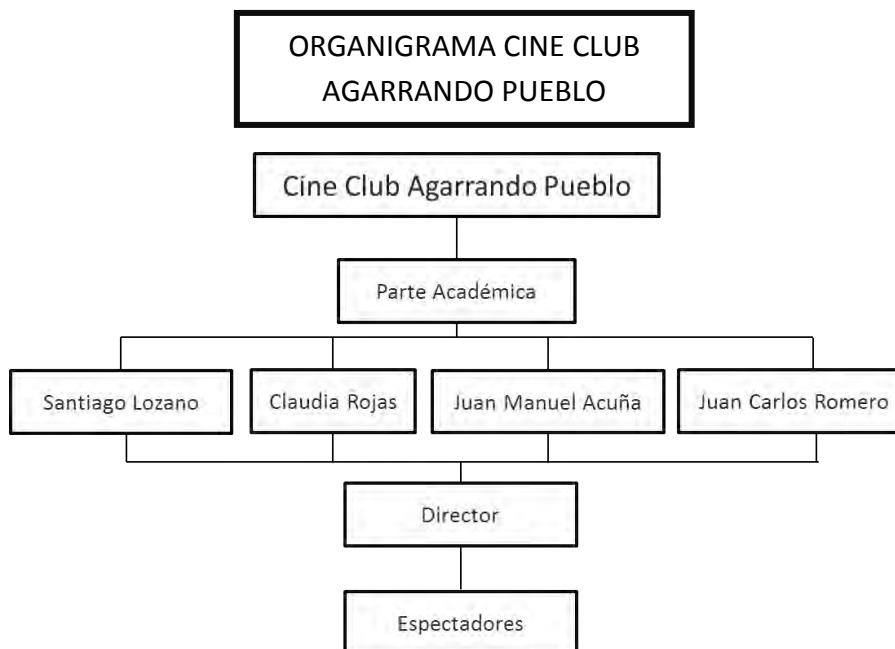 ORGANIGRAMA CINE CLUB
AGARRANDO PUEBLO
Cine Club Agarrando Pueblo
Parte Académica
Santiago Lozano
Claudia Rojas
Juan Manuel Acuña
Juan Carlos Romero
Director
Espectadores